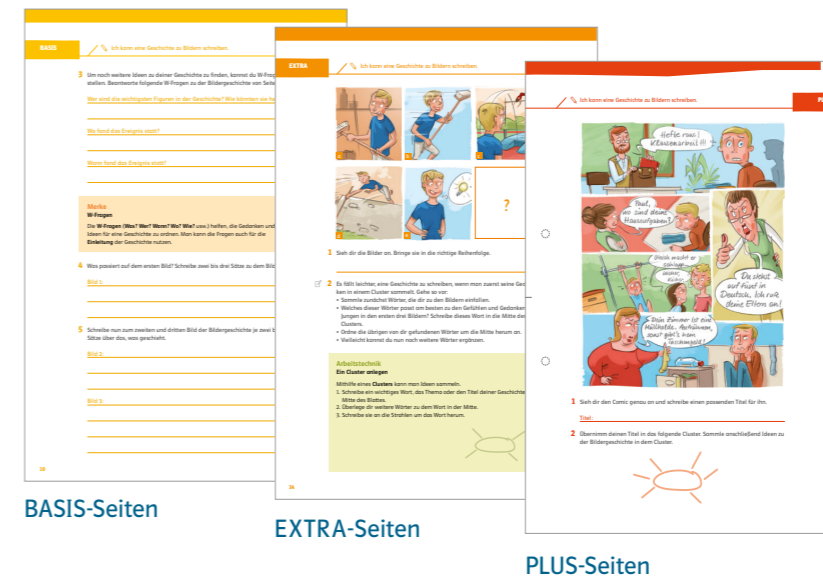 BASIS
Ich kann eine Geschichte zu Bildern schreiben.
3 Um noch weitere Ideen zu deiner Geschichte zu finden, kannst du W-Frag
stellen. Beantworte folgende W-Fragen zu der Bildergeschichte von Seite
Wer sind die wichtigsten Figuren in der Geschichte? Wie könnten sie he
Wo fand das Ereignis statt?
Wann fand das Ereignis statt?
Merke
W-Fragen
Die W-Fragen (Was? Wer? Wann? Wo? Wie? usw.) helfen, die Gedanken und
Ideen für eine Geschichte zu ordnen. Man kann die Fragen auch für die
Einleitung der Geschichte nutzen.
4 Was passiert auf dem ersten Bild? Schreibe zwei bis drei Sätze zu dem Bild
Bild 1:
5 Schreibe nun zum zweiten und dritten Bild der Bildergeschichte je zwei b
Sätze über das, was geschieht.
Bild 2:
Bild 3:
BASIS-Seiten
EXTRA
Ich kann eine Geschichte zu Bildern schreiben.
?
1 Sieh dir die Bilder an. Bringe sie in die richtige Reihenfolge.
2 Es fällt leichter, eine Geschichte zu schreiben, wenn man zuerst seine Ged
ken in einem Cluster sammelt. Gehe so vor:
• Sammle zunächst Wörter, die dir zu den Bildern einfallen.
• Welches dieser Wörter passt am besten zu den Gefühlen und Gedanken
jungen in den ersten drei Bildern? Schreibe dieses Wort in die Mitte des
Clusters.
• Ordne die übrigen von dir gefundenen Wörter um die Mitte herum an.
• Vielleicht kannst du nun noch weitere Wörter ergänzen.
Arbeitstechnik
Ein Cluster anlegen
Mithilfe eines Clusters kann man Ideen sammeln.
1. Schreibe ein wichtiges Wort, das Thema oder den Titel deiner Geschichte
Mitte des Blattes.
2. Überlege dir weitere Wörter zu dem Wort in der Mitte.
3. Schreibe sie an die Strahlen um das Wort herum.
EXTRA-Seiten
PL
Ich kann eine Geschichte zu Bildern schreiben.
Hefte raus!
Klassenarbeit!!!
Paul,
wo sind deine
Hausaufgaben?
Du stehst
auf fünf in
Deutsch. Ich rufe
deine Eltern an!
Dein Zimmer ist eine
Müllhalde. Aufräumen,
sonst gibt's kein
Taschengeld!
1 Sieh dir den Comic genau an und schreibe einen passenden Titel für ihn.
Titel:
2 Übernimm deinen Titel in das folgende Cluster. Sammle anschließend Ideen zu
der Bildergeschichte in dem Cluster.
PLUS-Seiten